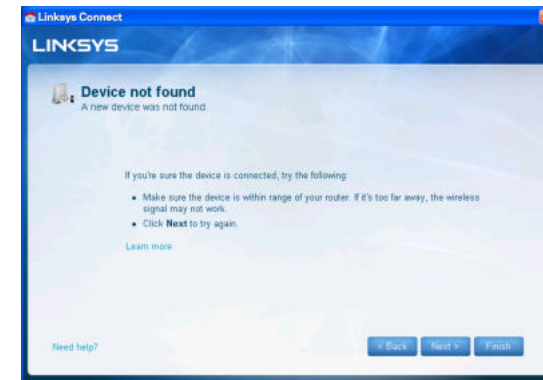 Linksys Connect
LINKSYS
Device not found
A new device was not found.
If you're sure the device is connected, try the following:
• Make sure the device is within range of your router. If it's too far away, the wireless
signal may not work.
• Click Next to try again.
Learn more
Need help?
< Back
Next >
Finish